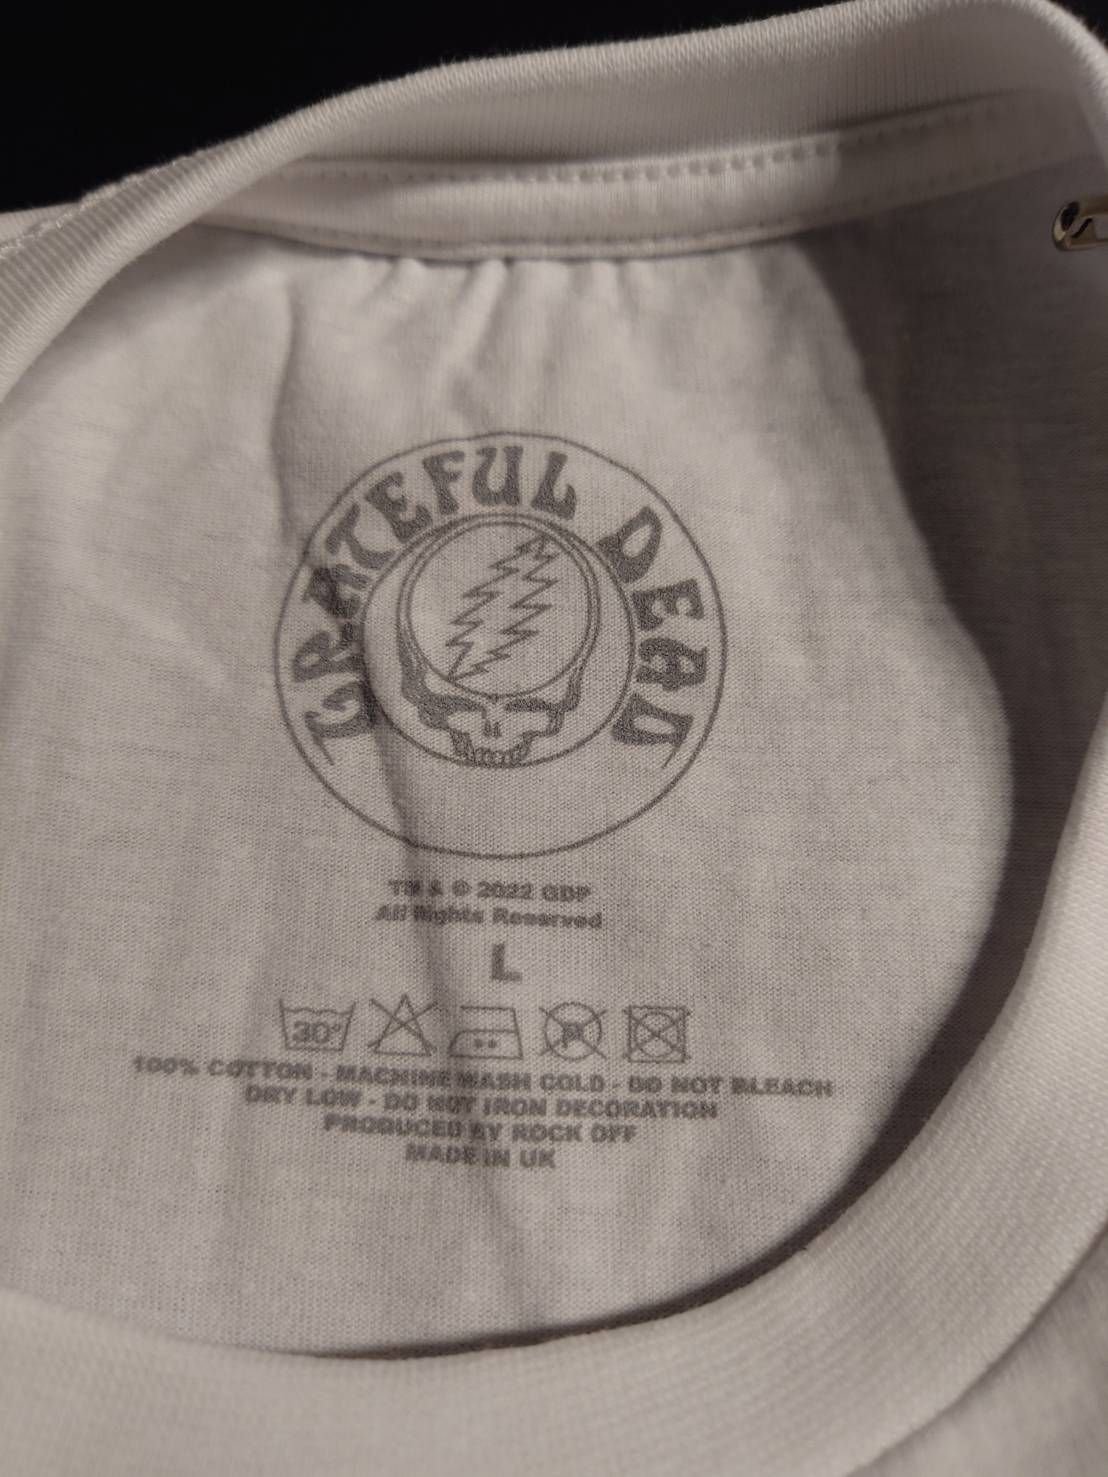 GRATEFUL DEAD
TM & © 2022 GDP
All Rights Reserved
L
30° P
100% COTTON - MACHINE WASH COLD - DO NOT BLEACH
DRY LOW - DO NOT IRON DECORATION
PRODUCED BY ROCK OFF
MADE IN UK